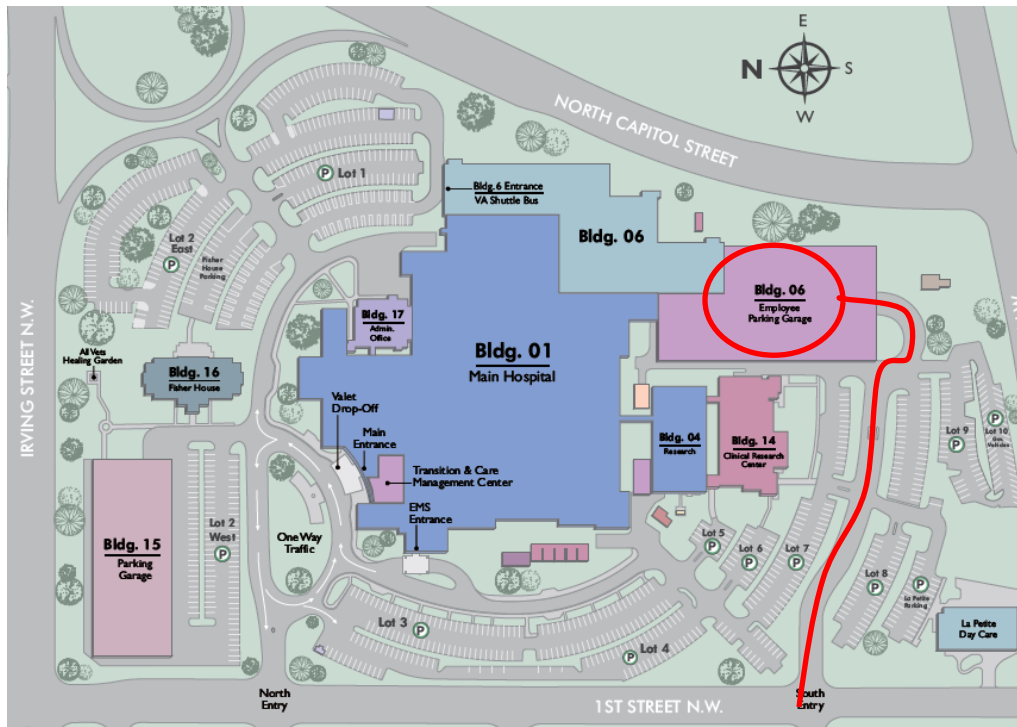 E
N
S
W
NORTH CAPITOL STREET
P
Lot 1
Bldg. 6 Entrance
VA Shuttle Bus
Bldg. 06
Lot 2
East
P
Fisher
House
Parking
Bldg. 06
Employee
Parking Garage
IRVING STREET N.W.
Bldg. 17
Admin.
Office
All Vets
Healing Garden
Bldg. 16
Fisher House
Bldg. 01
Main Hospital
Valet
Drop-Off
Main
Entrance
Transition & Care
Management Center
EMS
Entrance
Bldg. 04
Research
Bldg. 14
Clinical Research
Center
Lot 9
P
P
Lot 10
Gov.
Vehicles
W.
Bldg. 15
Parking
Garage
Lot 2
West
P
One Way
Traffic
Lot 5
P
Lot 6
P
Lot 7
P
Lot 8
P
P
La Petite
Parking
La Petite
Day Care
Lot 3
P
P
Lot 4
North
Entry
1ST STREET N.W.
South
Entry